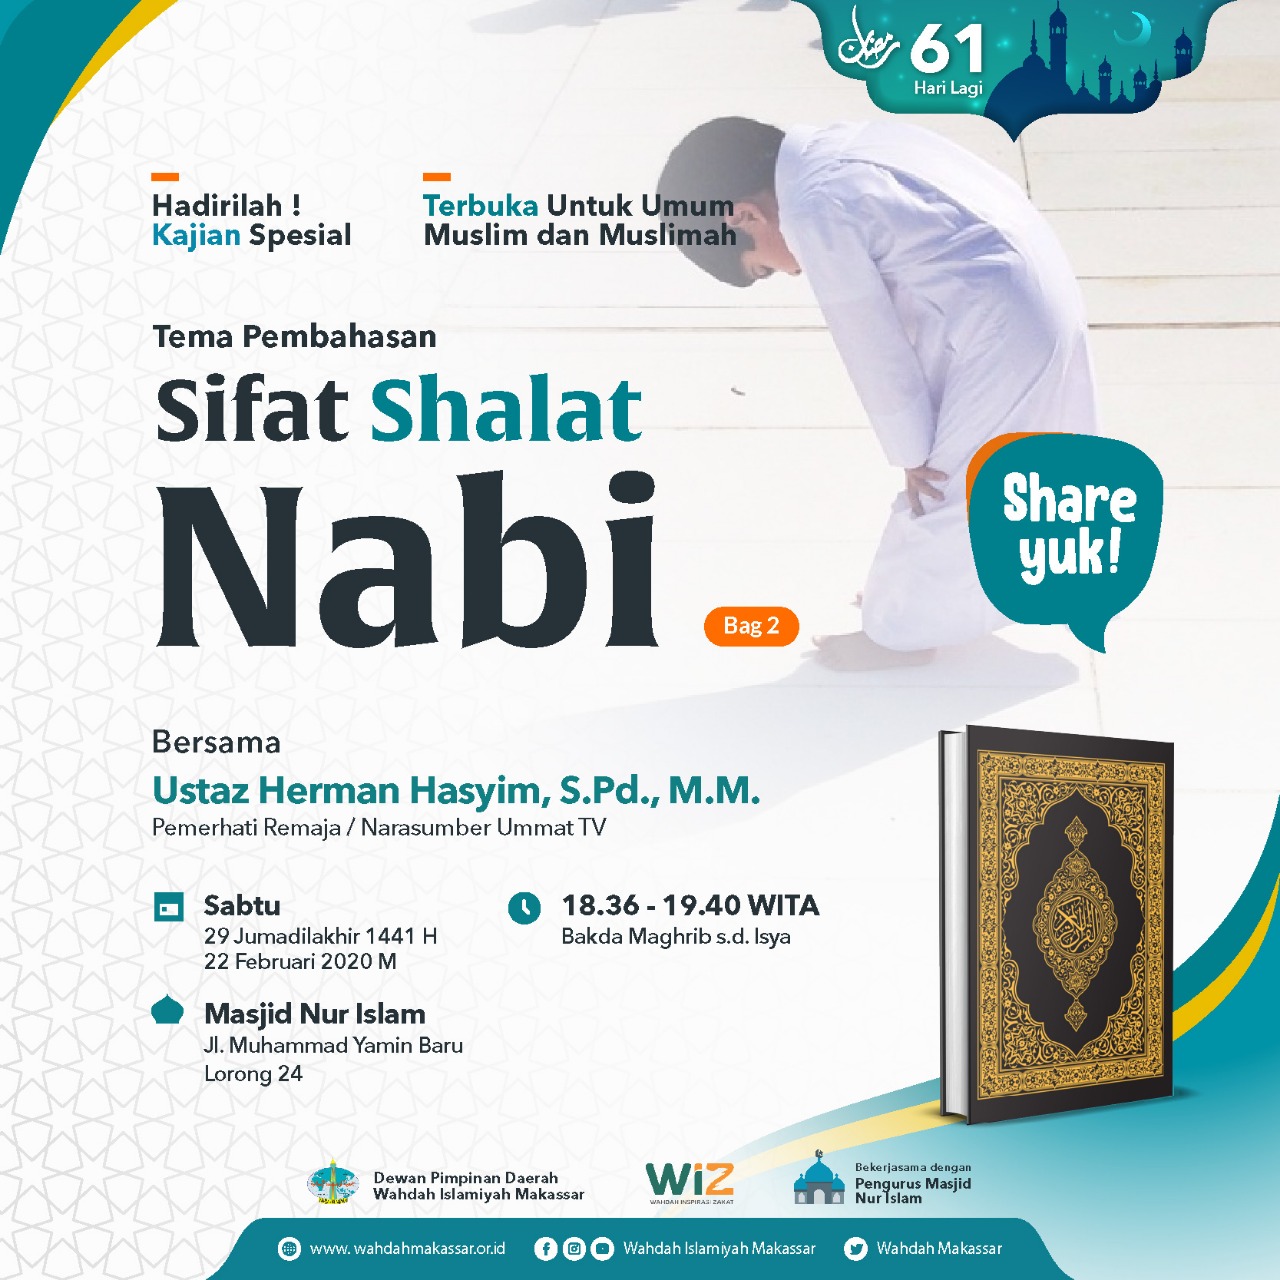 رمضان
61
Hari Lagi
Hadirilah !
Kajian Spesial
Terbuka Untuk Umum
Muslim dan Muslimah
Tema Pembahasan
Sifat Shalat
Nabi
Bag 2
Share
yuk!
Bersama
Ustaz Herman Hasyim, S.Pd., M.M.
Pemerhati Remaja / Narasumber Ummat TV
Sabtu
29 Jumadilakhir 1441 H
22 Februari 2020 M
18.36 - 19.40 WITA
Bakda Maghrib s.d. Isya
Masjid Nur Islam
Jl. Muhammad Yamin Baru
Lorong 24
Dewan Pimpinan Daerah
Wahdah Islamiyah Makassar
WIZ
WAHDAH INSPIRASI ZAKAT
Bekerjasama dengan
Pengurus Masjid
Nur Islam
www. wahdahmakassar.or.id
Wahdah Islamiyah Makassar
Wahdah Makassar